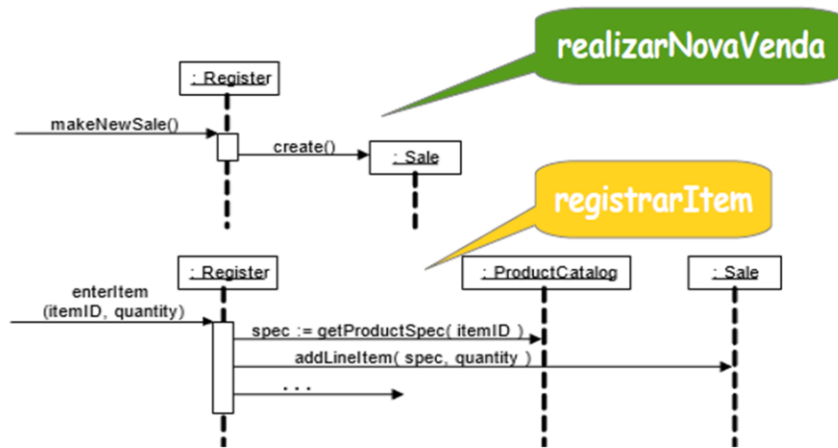 realizarNovaVenda
: Register
makeNewSale()
create()
: Sale
registrarItem
: Register
: ProductCatalog
: Sale
enterItem
(itemID, quantity)
spec := getProductSpec( itemID )
addLineItem( spec, quantity )
. . .